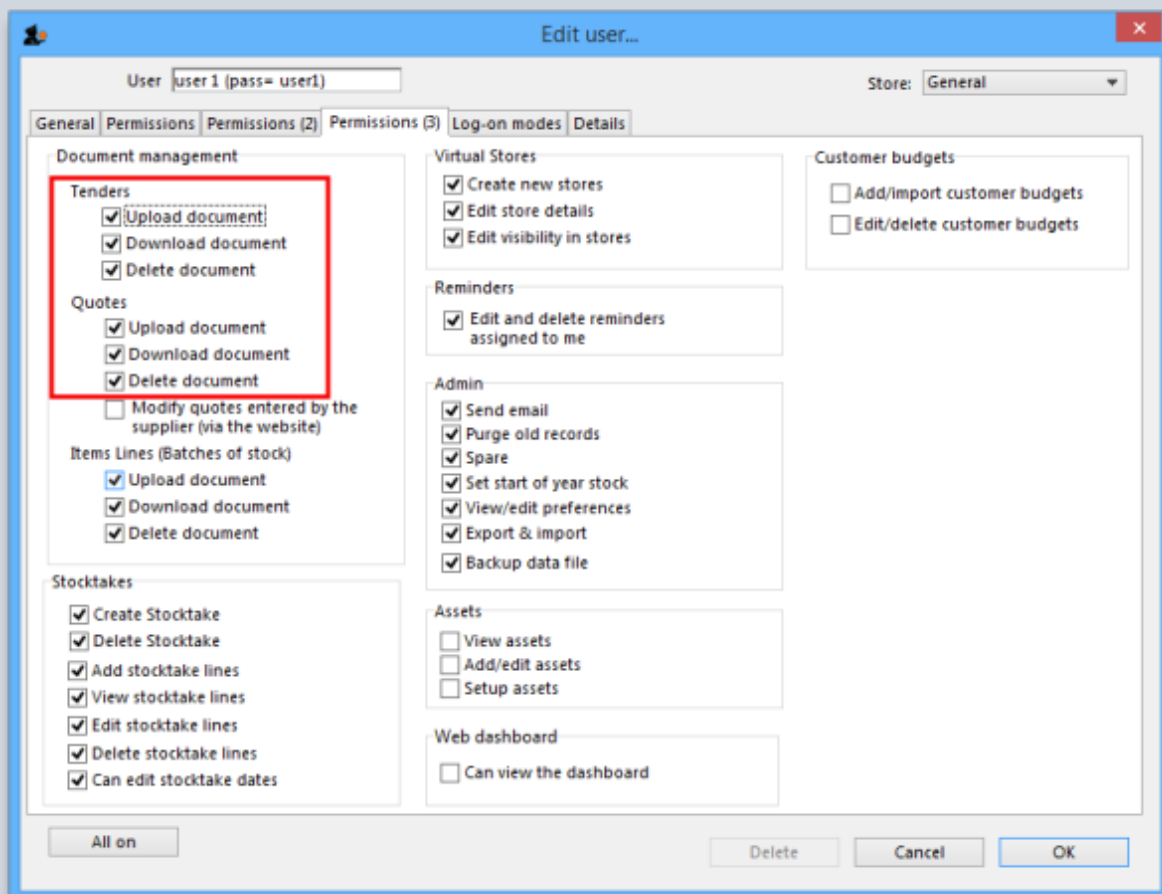 Edit user...
User user 1 (pass= user1)
Store: General
General Permissions Permissions (2) Permissions (3) Log-on modes Details
Document management
Tenders
Upload document
Download document
Delete document
Quotes
Upload document
Download document
Delete document
Modify quotes entered by the
supplier (via the website)
Items Lines (Batches of stock)
Upload document
Download document
Delete document
Stocktakes
Create Stocktake
Delete Stocktake
Add stocktake lines
View stocktake lines
Edit stocktake lines
Delete stocktake lines
Can edit stocktake dates
Virtual Stores
Create new stores
Edit store details
Edit visibility in stores
Reminders
Edit and delete reminders
assigned to me
Admin
Send email
Purge old records
Spare
Set start of year stock
View/edit preferences
Export & import
Backup data file
Assets
View assets
Add/edit assets
Setup assets
Web dashboard
Can view the dashboard
Customer budgets
Add/import customer budgets
Edit/delete customer budgets
All on
Delete
Cancel
OK